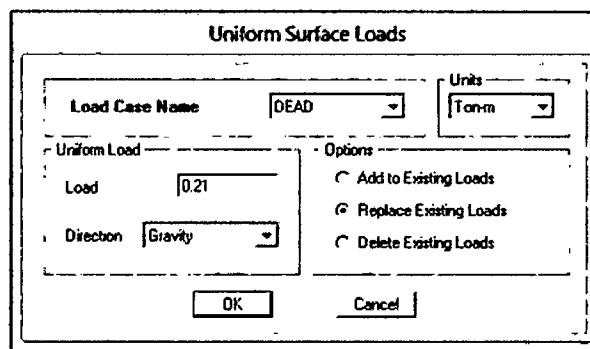 Uniform Surface Loads
Load Case Name DEAD
Units
Ton-m
Uniform Load
Load 0.21
Direction Gravity
Options
Add to Existing Loads
Replace Existing Loads
Delete Existing Loads
OK Cancel